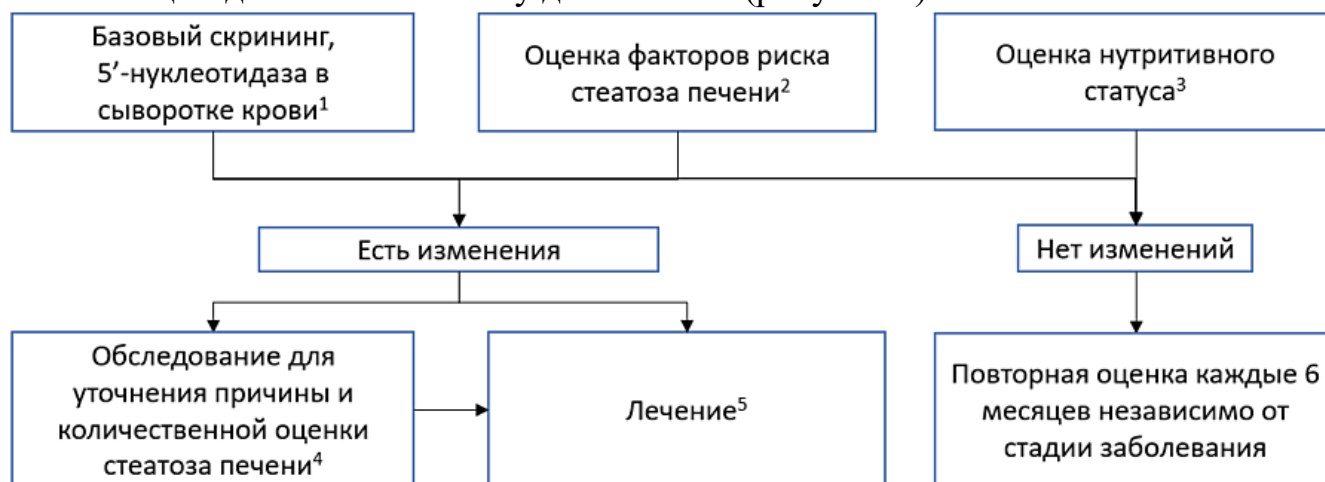 (рисунок
Базовый скрининг,
5′-нуклеотидаза в
сыворотке крови¹
Оценка факторов риска
стеатоза печени²
Оценка нутритивного
статуса³
Есть изменения
Нет изменений
Обследование для
уточнения причины и
количественной оценки
стеатоза печени⁴
Лечение⁵
Повторная оценка каждые 6
месяцев независимо от
стадии заболевания